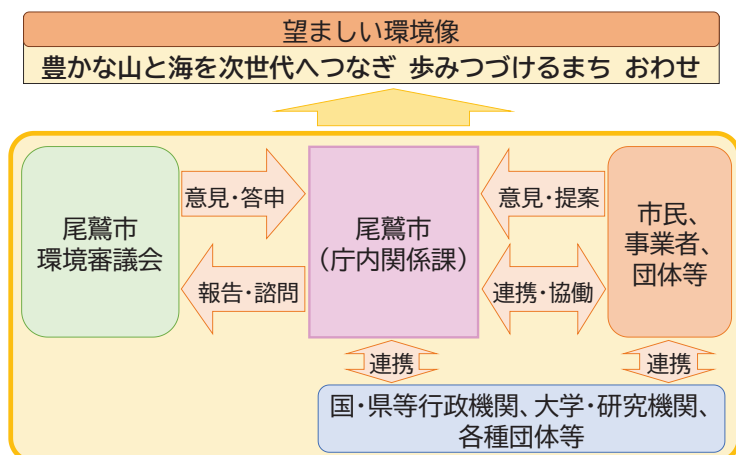 望ましい環境像
豊かな山と海を次世代へつなぎ 歩みつづけるまち おわせ
尾鷲市
環境審議会
意見・答申
報告・諮問
尾鷲市
（庁内関係課）
意見・提案
連携・協働
市民、
事業者、
団体等
連携
連携
国・県等行政機関、大学・研究機関、
各種団体等